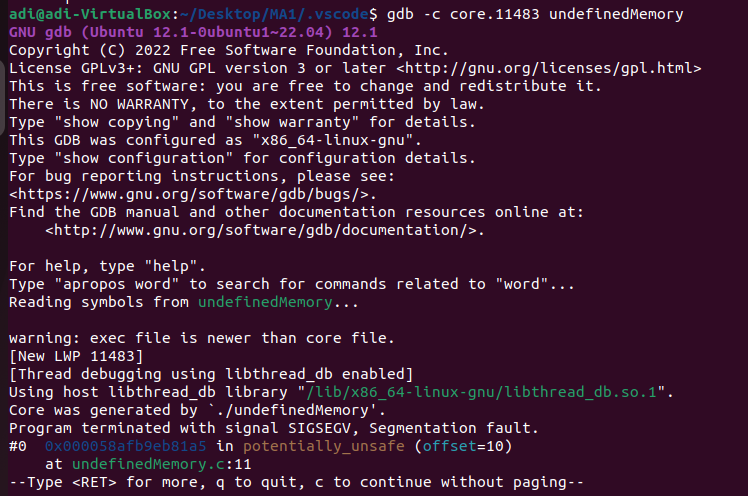 adi@adi-VirtualBox:~/Desktop/MA1/.vscode$ gdb -c core.11483 undefinedMemory
GNU gdb (Ubuntu 12.1-0ubuntu1~22.04) 12.1
Copyright (C) 2022 Free Software Foundation, Inc.
License GPLv3+: GNU GPL version 3 or later <http://gnu.org/licenses/gpl.html>
This is free software: you are free to change and redistribute it.
There is NO WARRANTY, to the extent permitted by law.
Type "show copying" and "show warranty" for details.
This GDB was configured as "x86_64-linux-gnu".
Type "show configuration" for configuration details.
For bug reporting instructions, please see:
<https://www.gnu.org/software/gdb/bugs/>.
Find the GDB manual and other documentation resources online at:
    <http://www.gnu.org/software/gdb/documentation/>.

For help, type "help".
Type "apropos word" to search for commands related to "word"...
Reading symbols from undefinedMemory...

warning: exec file is newer than core file.
[New LWP 11483]
[Thread debugging using libthread_db enabled]
Using host libthread_db library "/lib/x86_64-linux-gnu/libthread_db.so.1".
Core was generated by `./undefinedMemory'.
Program terminated with signal SIGSEGV, Segmentation fault.
#0  0x000058afb9eb81a5 in potentially_unsafe (offset=10)
    at undefinedMemory.c:11
--Type <RET> for more, q to quit, c to continue without paging--